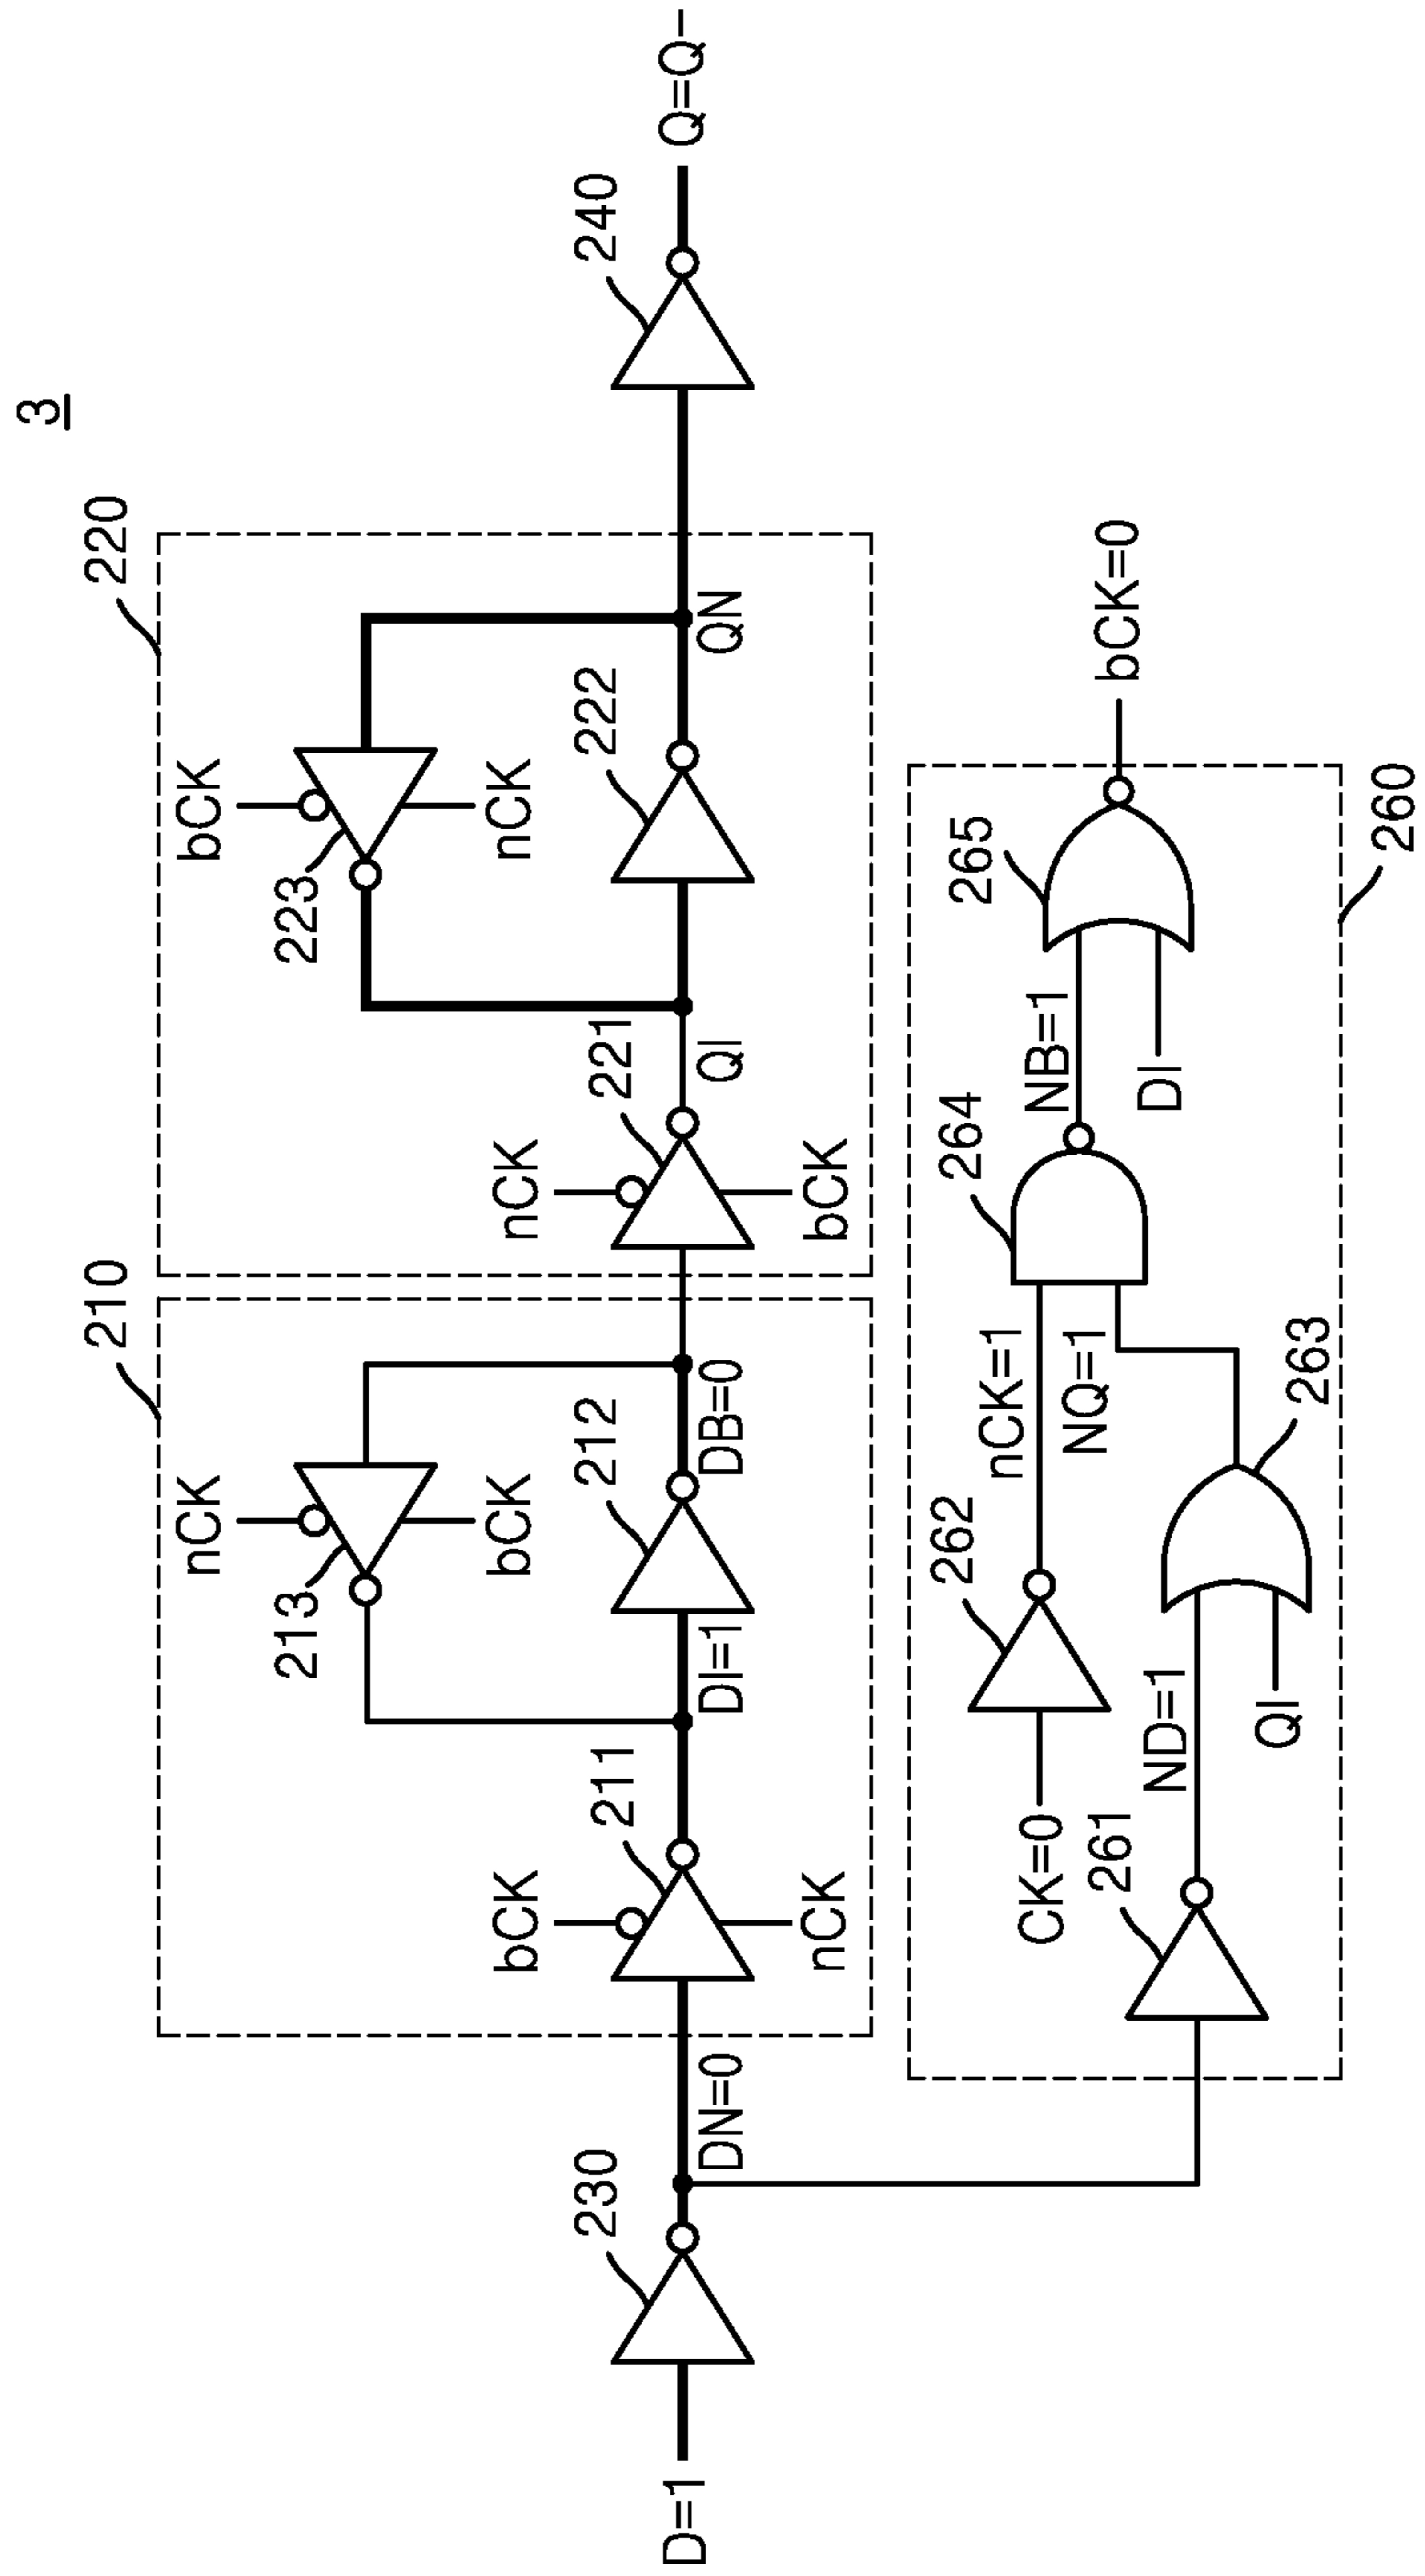 3
210
220
nCK
bCK
213
223
bCK
bCK
nCK
nCK
230
211
212
221
222
240
D=1
Q=Q-
DN=0
DI=1
DB=0
QI
QN
nCK
bCK
262
264
265
CK=0
nCK=1
NB=1
261
NQ=1
bCK=0
ND=1
DI
QI
263
260